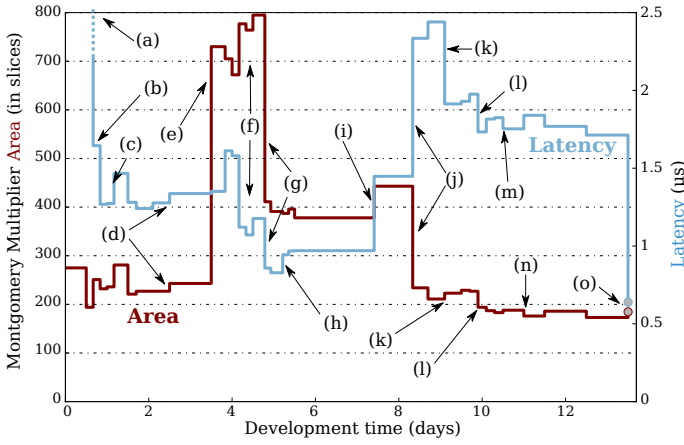 800
700
600
500
400
300
200
100
0
Montgomery Multiplier Area (in slices)
2.5
2
1.5
1
0.5
0
Latency (us)
0 2 4 6 8 10 12
Development time (days)
(a)
(b)
(c)
(d)
(e)
(f)
(g)
(h)
(i)
(j)
(k)
(l)
(m)
(k)
(l)
(n)
(o)
Latency
Area